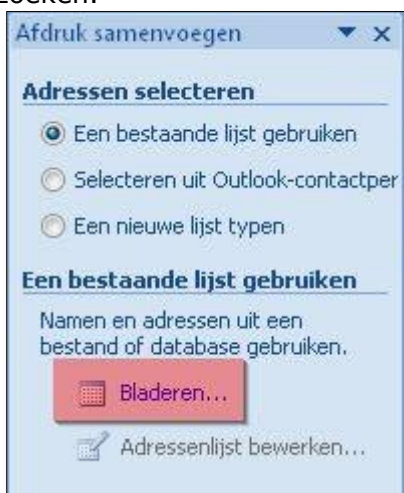 Afdruk samenvoegen
Adressen selecteren
Een bestaande lijst gebruiken
Selecteren uit Outlook-contactper
Een nieuwe lijst typen
Een bestaande lijst gebruiken
Namen en adressen uit een
bestand of database gebruiken.
Bladeren...
Adressenlijst bewerken...